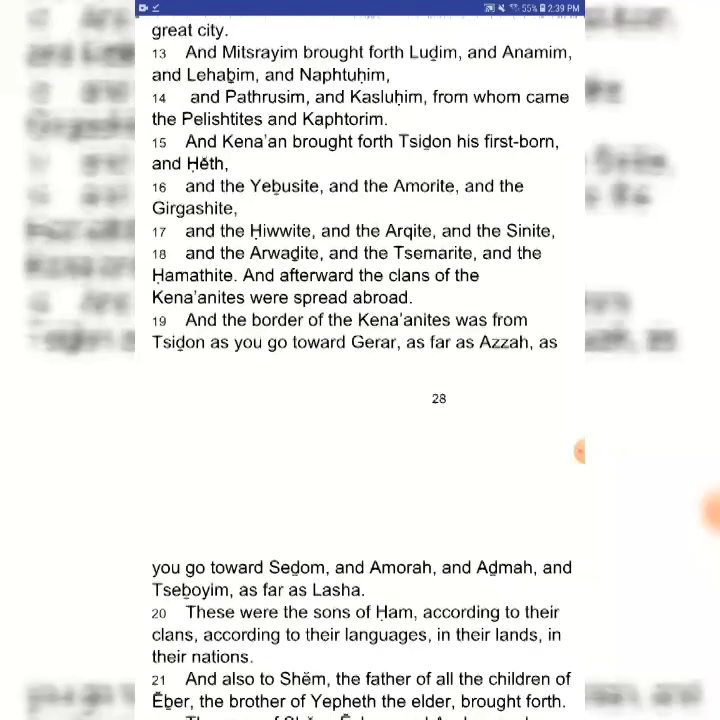 55% 2:39 PM
great city.
13 And Mitsrayim brought forth Luḏim, and Anamim,
and Lehaḇim, and Naphtuḥim,
14 and Pathrusim, and Kasluḥim, from whom came
the Pelishtites and Kaphtorim.
15 And Kena’an brought forth Tsiḏon his first-born,
and Ḥĕth,
16 and the Yeḇusite, and the Amorite, and the
Girgashite,
17 and the Ḥiwwite, and the Arqite, and the Sinite,
18 and the Arwaḏite, and the Tsemarite, and the
Ḥamathite. And afterward the clans of the
Kena’anites were spread abroad.
19 And the border of the Kena’anites was from
Tsiḏon as you go toward Gerar, as far as Azzah, as
28
you go toward Seḏom, and Amorah, and Aḏmah, and
Tseḇoyim, as far as Lasha.
20 These were the sons of Ḥam, according to their
clans, according to their languages, in their lands, in
their nations.
21 And also to Shĕm, the father of all the children of
Ĕḇer, the brother of Yepheth the elder, brought forth.